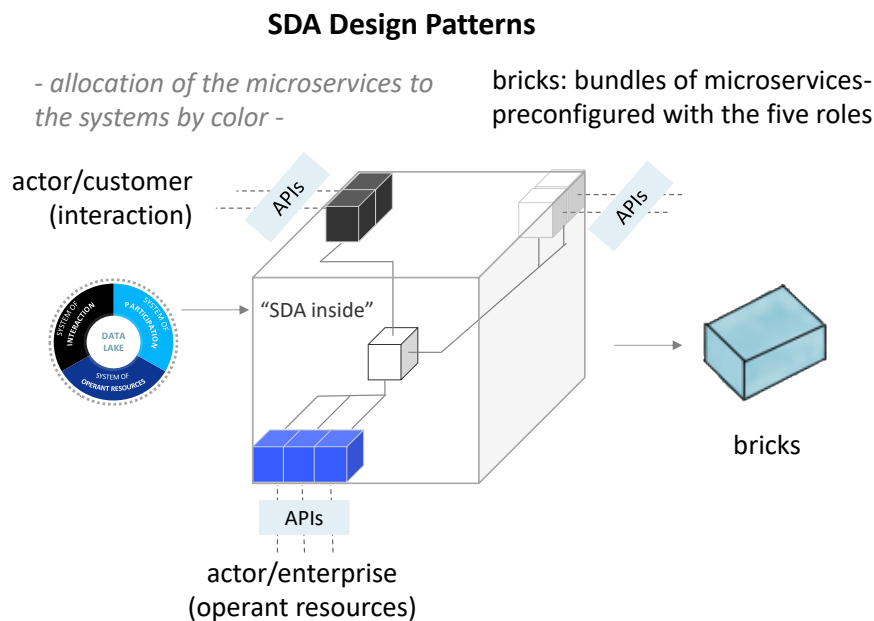 SDA Design Patterns
- allocation of the microservices to
the systems by color -
bricks: bundles of microservices-
preconfigured with the five roles
actor/customer
(interaction)
APIs
APIs
SYSTEM OF
INTERACTION
SYSTEM OF
PARTICIPATION
DATA
LAKE
SYSTEM OF
OPERANT RESOURCES
“SDA inside”
bricks
APIs
actor/enterprise
(operant resources)